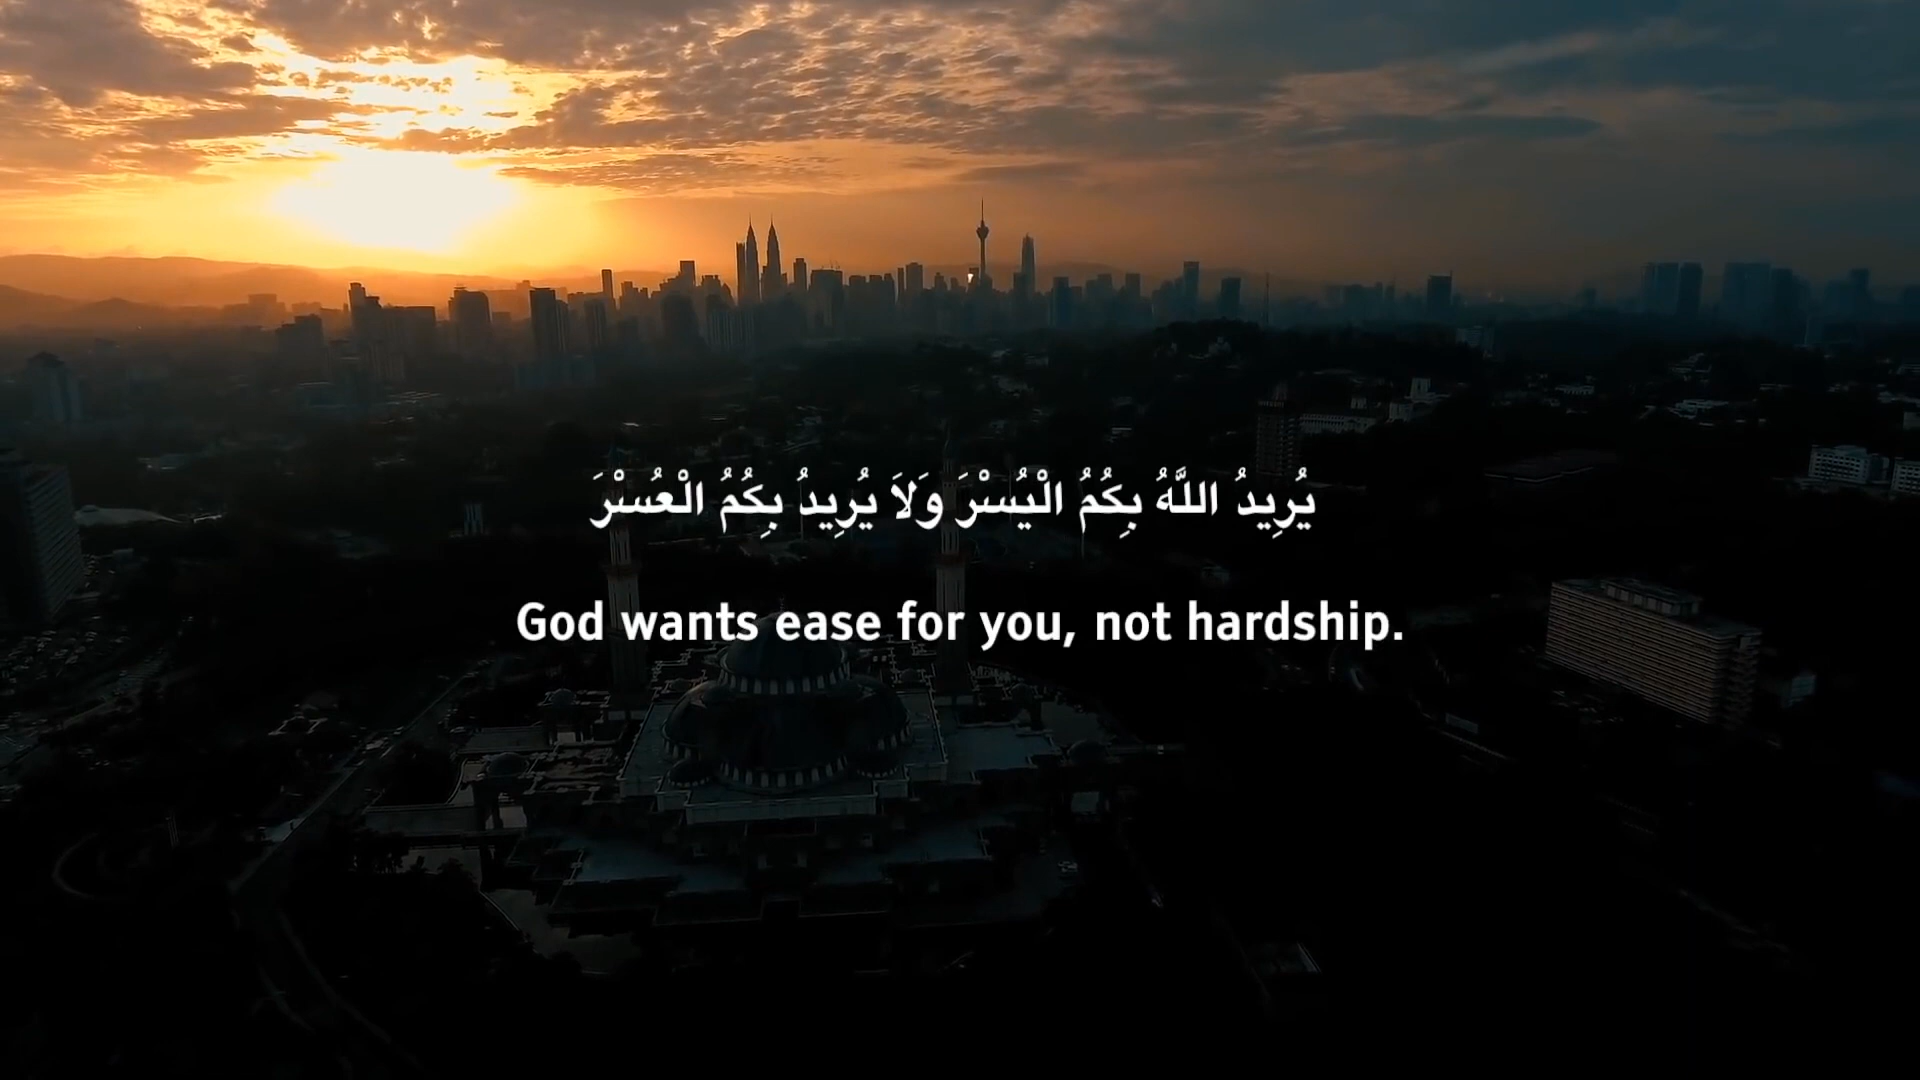 يُرِيدُ اللَّهُ بِكُمُ الْيُسْرَ وَلاَ يُرِيدُ بِكُمُ الْعُسْرَ
God wants ease for you, not hardship.